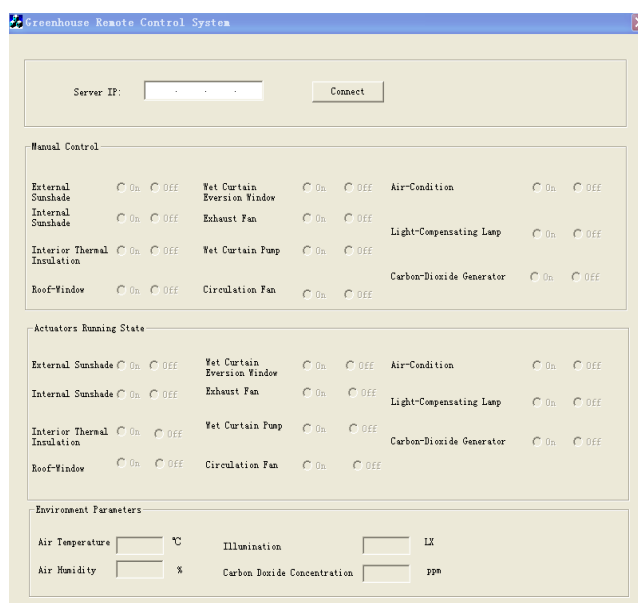 Greenhouse Remote Control System
Server IP: . . . Connect
Manual Control
External Sunshade On Off Wet Curtain Eversion Window On Off Air-Condition On Off
Internal Sunshade On Off Exhaust Fan On Off Light-Compensating Lamp On Off
Interior Thermal Insulation On Off Wet Curtain Pump On Off Carbon-Dioxide Generator On Off
Roof-Window On Off Circulation Fan On Off
Actuators Running State
External Sunshade On Off Wet Curtain Eversion Window On Off Air-Condition On Off
Internal Sunshade On Off Exhaust Fan On Off Light-Compensating Lamp On Off
Interior Thermal Insulation On Off Wet Curtain Pump On Off Carbon-Dioxide Generator On Off
Roof-Window On Off Circulation Fan On Off
Environment Parameters
Air Temperature ℃ Illumination LX
Air Humidity % Carbon Doxide Concentration ppm